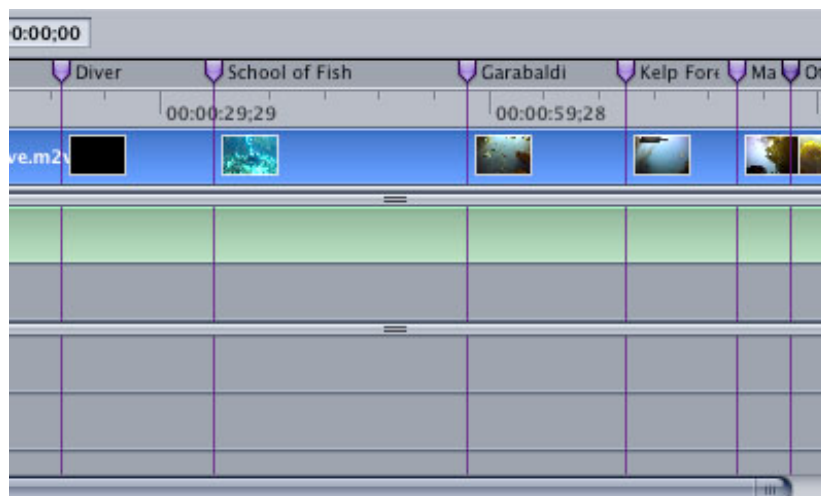 0:00;00
Diver School of Fish Garabaldi Kelp Fore Ma Ot
00:00:29;29 00:00:59;28
ve.m2v